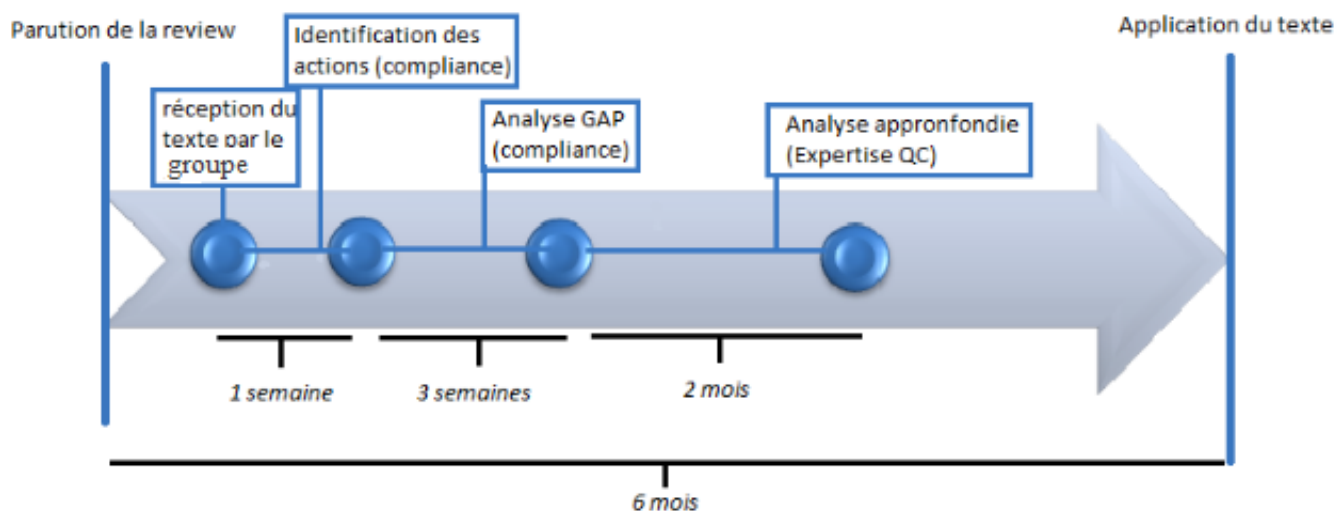 Parution de la review
Identification des
actions (compliance)
Application du texte
réception du
texte par le
groupe
Analyse GAP
(compliance)
Analyse appronfondie
(Expertise QC)
1 semaine
3 semaines
2 mois
6 mois